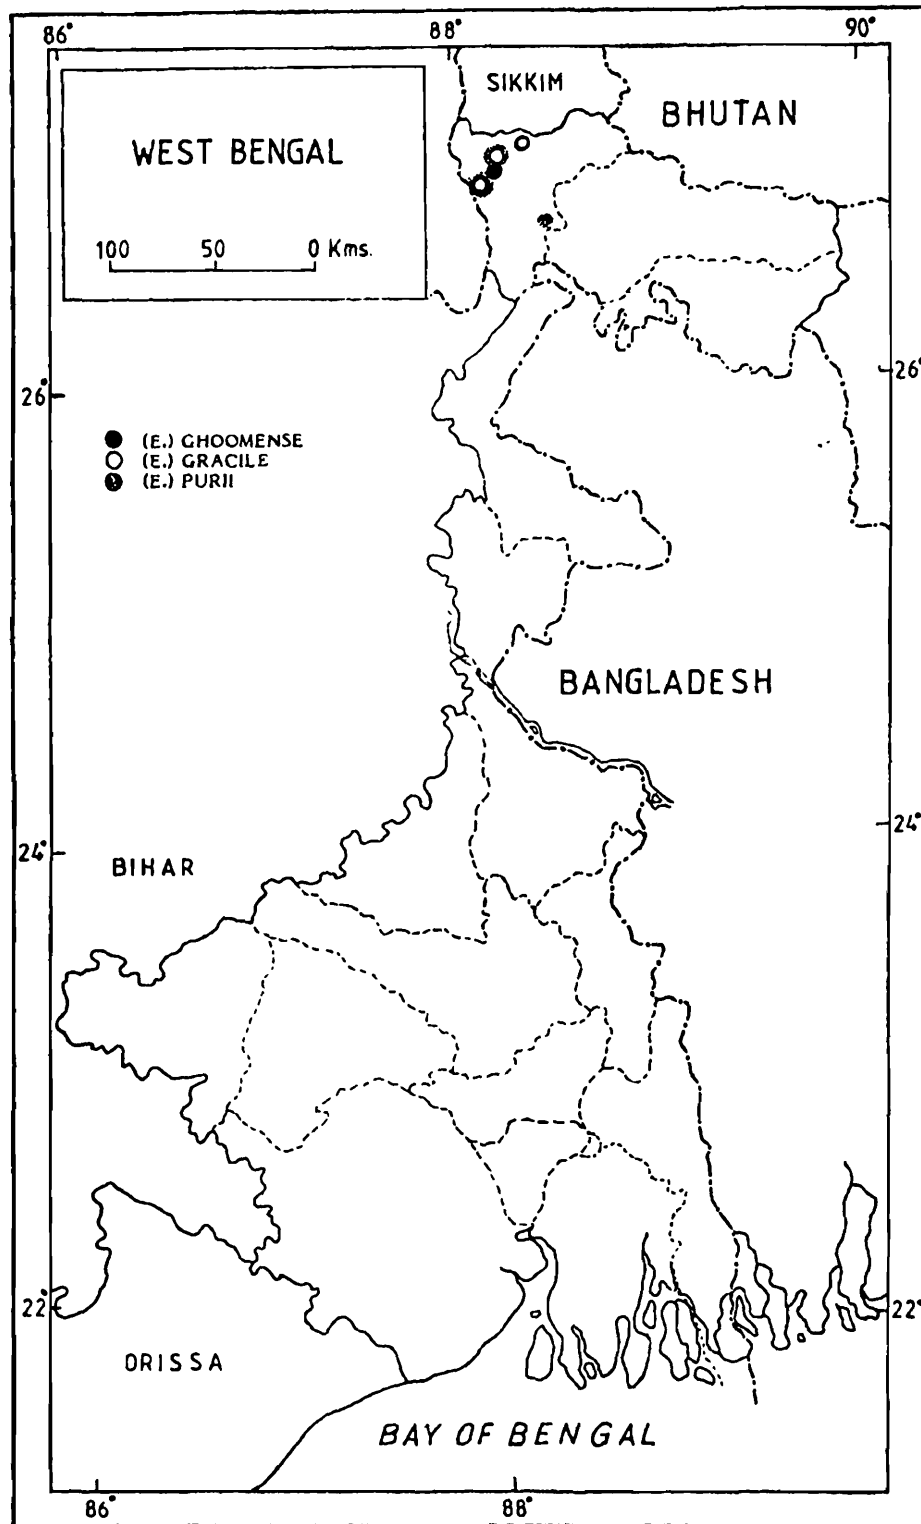 86° 88° 90°
SIKKIM
BHUTAN
WEST BENGAL
100 50 0 Kms.
26° 26°
(E.) GHOOMENSE
(E.) GRACILE
(E.) PURII
BANGLADESH
24° 24°
BIHAR
22° 22°
ORISSA
BAY OF BENGAL
86° 88°